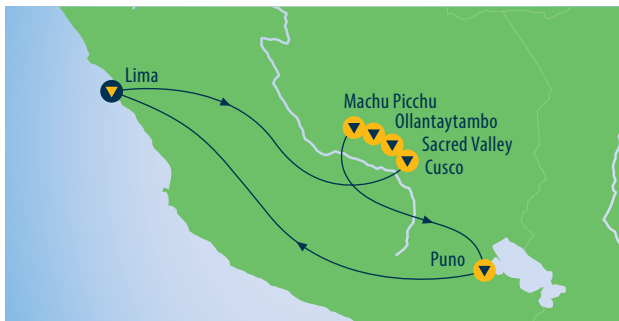 Lima
Machu Picchu
Ollantaytambo
Sacred Valley
Cusco
Puno